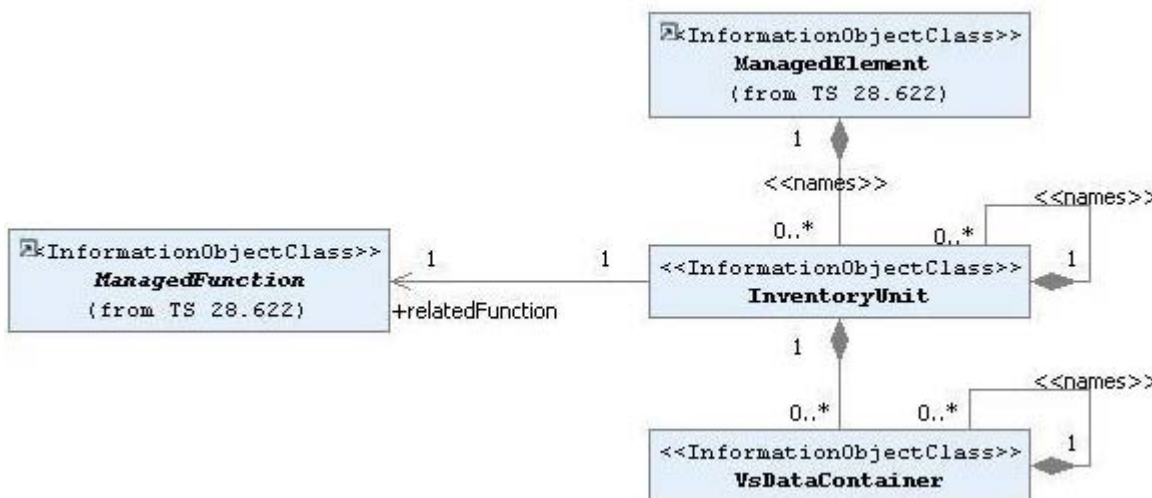 <<InformationObjectClass>>
ManagedElement
(from TS 28.622)
1
<<names>>
<<names>>
0..*
0..*
<<InformationObjectClass>>
ManagedFunction
(from TS 28.622)
1
1
+relatedFunction
<<InformationObjectClass>>
InventoryUnit
1
1
<<names>>
0..*
0..*
<<InformationObjectClass>>
VsDataContainer
1